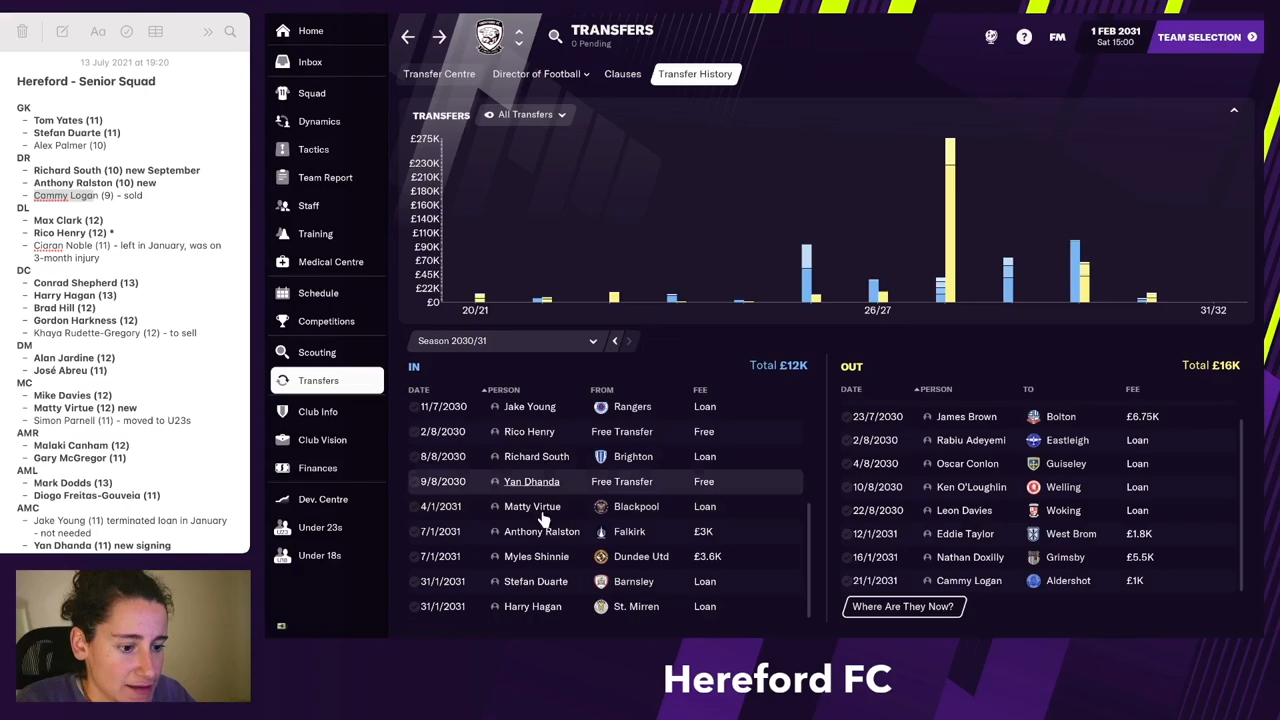 Aa
13 July 2021 at 19:20
Hereford - Senior Squad
GK
- Tom Yates (11)
- Stefan Duarte (11)
- Alex Palmer (10)
DR
- Richard South (10) new September
- Anthony Ralston (10) new
- Cammy Logan (9) - sold
DL
- Max Clark (12)
- Rico Henry (12) *
- Ciaran Noble (11) - left in January, was on
3-month injury
DC
- Conrad Shepherd (13)
- Harry Hagan (13)
- Brad Hill (12)
- Gordon Harkness (12)
- Khaya Rudette-Gregory (12) - to sell
DM
- Alan Jardine (12)
- José Abreu (11)
MC
- Mike Davies (12)
- Matty Virtue (12) new
- Simon Parnell (11) - moved to U23s
AMR
- Malaki Canham (12)
- Gary McGregor (11)
AML
- Mark Dodds (13)
- Diogo Freitas-Gouveia (11)
AMC
- Jake Young (11) terminated loan in January
- not needed
- Yan Dhanda (11) new signing
Home
Inbox
Squad
Dynamics
Tactics
Team Report
Staff
Training
Medical Centre
Schedule
Competitions
Scouting
Transfers
Club Info
Club Vision
Finances
Dev. Centre
Under 23s
Under 18s
TRANSFERS
0 Pending
? FM
1 FEB 2031
Sat 15:00
TEAM SELECTION
Transfer Centre Director of Football Clauses Transfer History
TRANSFERS All Transfers
£275K
£230K
£210K
£180K
£160K
£140K
£110K
£90K
£70K
£45K
£22K
£0
20/21 26/27 31/32
Season 2030/31
IN Total £12K
DATE PERSON FROM FEE
11/7/2030 Jake Young Rangers Loan
2/8/2030 Rico Henry Free Transfer Free
8/8/2030 Richard South Brighton Loan
9/8/2030 Yan Dhanda Free Transfer Free
4/1/2031 Matty Virtue Blackpool Loan
7/1/2031 Anthony Ralston Falkirk £3K
7/1/2031 Myles Shinnie Dundee Utd £3.6K
31/1/2031 Stefan Duarte Barnsley Loan
31/1/2031 Harry Hagan St. Mirren Loan
OUT Total £16K
DATE PERSON TO FEE
23/7/2030 James Brown Bolton £6.75K
2/8/2030 Rabiu Adeyemi Eastleigh Loan
4/8/2030 Oscar Conlon Guiseley Loan
10/8/2030 Ken O'Loughlin Welling Loan
22/8/2030 Leon Davies Woking Loan
12/1/2031 Eddie Taylor West Brom £1.8K
16/1/2031 Nathan Doxilly Grimsby £5.5K
21/1/2031 Cammy Logan Aldershot £1K
Where Are They Now?
Hereford FC